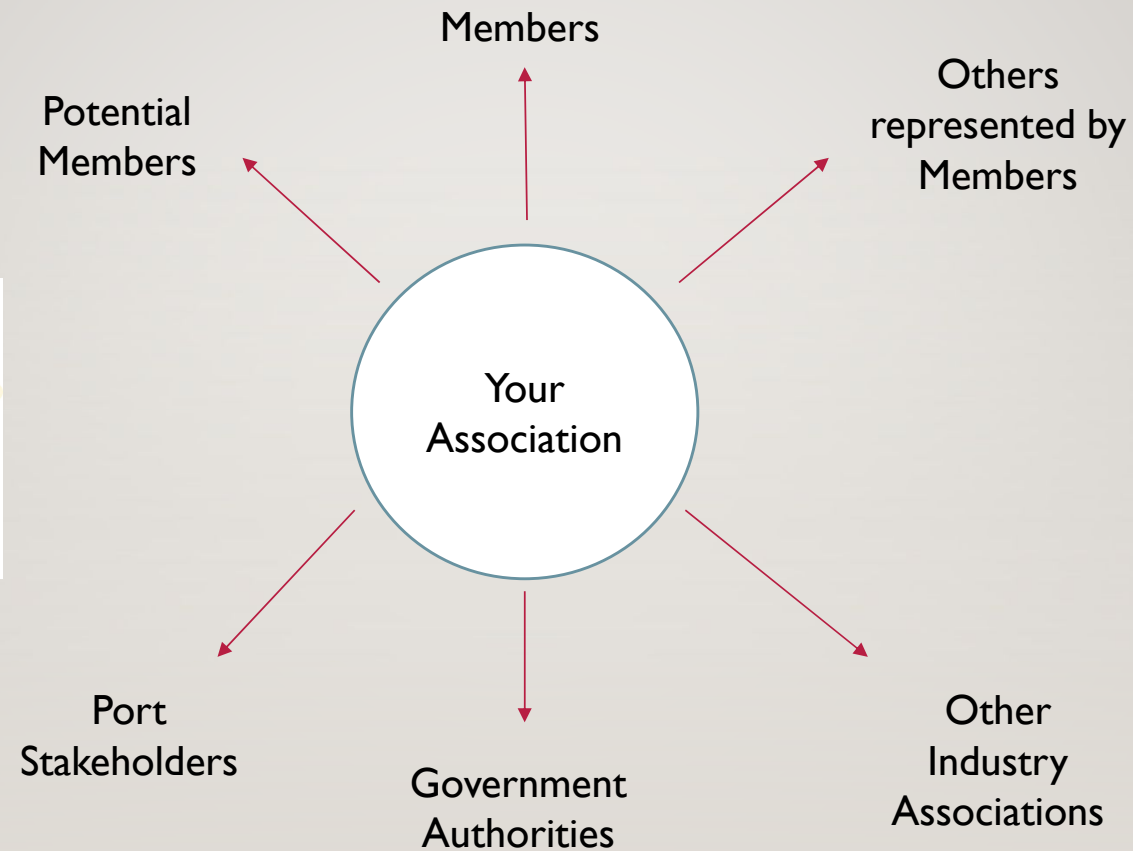 Members
Potential
Members
Others
represented by
Members
Your
Association
Port
Stakeholders
Government
Authorities
Other
Industry
Associations